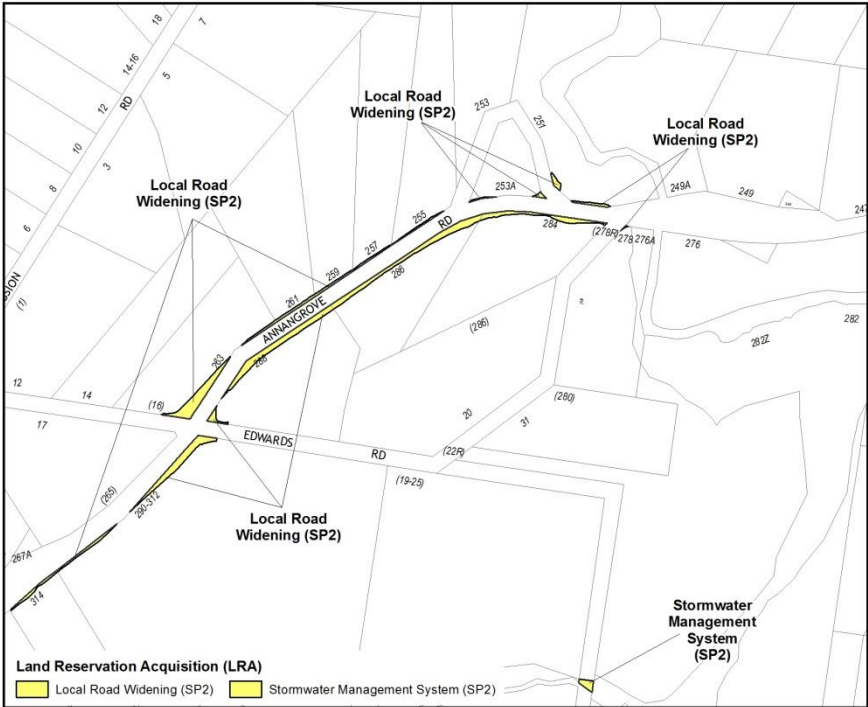 18
14-16
12
10
8
6
7
5
3
RD
SSION
(1)
Local Road
Widening (SP2)
253
251
Local Road
Widening (SP2)
Local Road
Widening (SP2)
253A
249A
249
247
255
257
259
261
263
RD
ANNANGROVE
284
286
288
(278R)
278
276A
276
282
282Z
(286)
(280)
12
14
(16)
17
EDWARDS
RD
20
31
(22R)
(19-25)
(265)
290-312
267A
314
Local Road
Widening (SP2)
Stormwater
Management
System
(SP2)
Land Reservation Acquisition (LRA)
Local Road Widening (SP2)
Stormwater Management System (SP2)